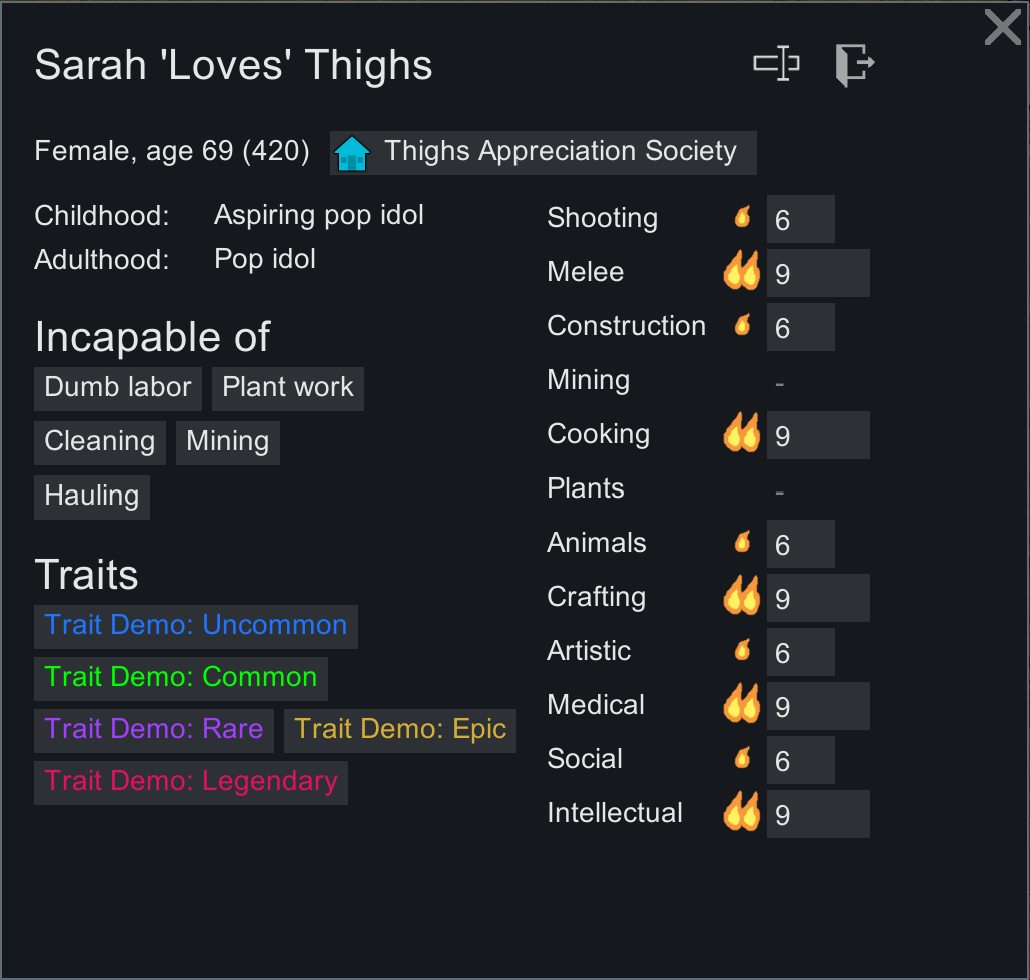 Sarah 'Loves' Thighs
Female, age 69 (420) Thighs Appreciation Society
Childhood: Aspiring pop idol
Adulthood: Pop idol
Incapable of
Dumb labor Plant work
Cleaning Mining
Hauling
Traits
Trait Demo: Uncommon
Trait Demo: Common
Trait Demo: Rare Trait Demo: Epic
Trait Demo: Legendary
Shooting 6
Melee 9
Construction 6
Mining -
Cooking 9
Plants -
Animals 6
Crafting 9
Artistic 6
Medical 9
Social 6
Intellectual 9